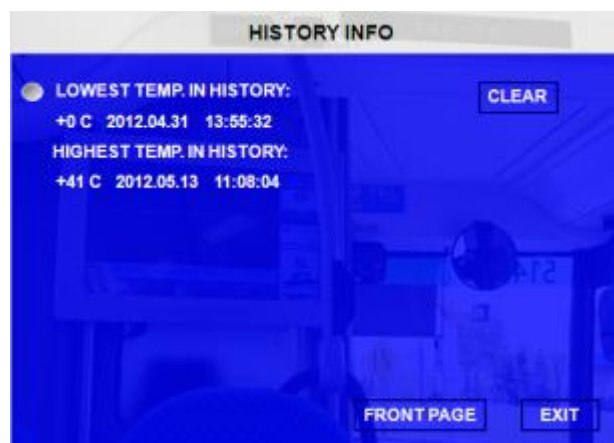 HISTORY INFO
LOWEST TEMP. IN HISTORY:
CLEAR
+0 C 2012.04.31 13:55:32
HIGHEST TEMP. IN HISTORY:
+41 C 2012.05.13 11:08:04
FRONT PAGE
EXIT